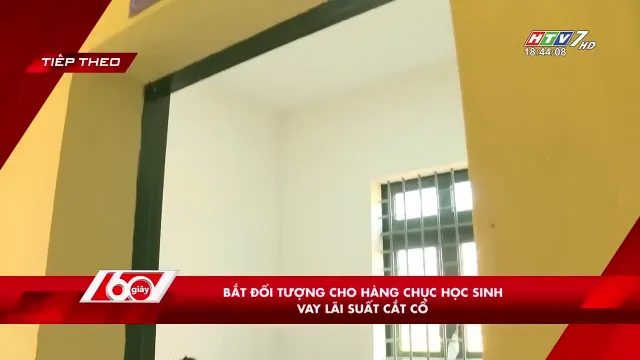 TIẾP THEO
HTV7 HD
18:44:08
60 giây
BẮT ĐỐI TƯỢNG CHO HÀNG CHỤC HỌC SINH
VAY LÃI SUẤT CẮT CỔ